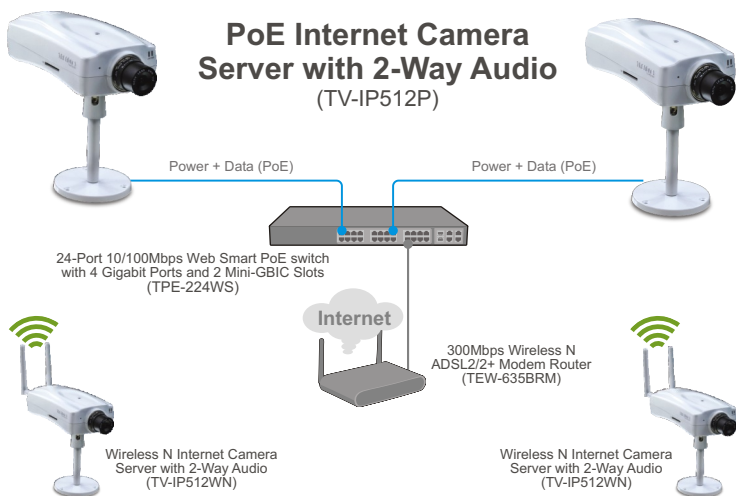 PoE Internet Camera
Server with 2-Way Audio
(TV-IP512P)
Power + Data (PoE)
Power + Data (PoE)
24-Port 10/100Mbps Web Smart PoE switch
with 4 Gigabit Ports and 2 Mini-GBIC Slots
(TPE-224WS)
Internet
300Mbps Wireless N
ADSL2/2+ Modem Router
(TEW-635BRM)
Wireless N Internet Camera
Server with 2-Way Audio
(TV-IP512WN)
Wireless N Internet Camera
Server with 2-Way Audio
(TV-IP512WN)